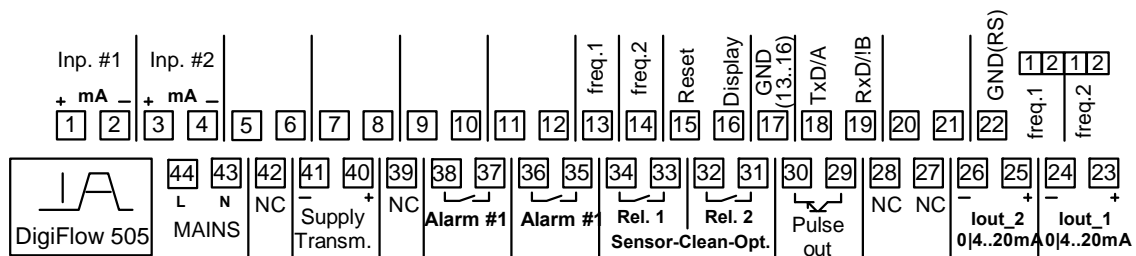 Inp. #1 Inp. #2 freq.1 freq.2 Reset Display GND (13..16) TxD/A RxD/!B GND(RS) 1 2 1 2
+ mA – + mA – freq.1 freq.2
1 2 3 4 5 6 7 8 9 10 11 12 13 14 15 16 17 18 19 20 21 22
44 43 42 41 40 39 38 37 36 35 34 33 32 31 30 29 28 27 26 25 24 23
L N NC – + NC NC NC – + – +
MAINS Supply Alarm #1 Alarm #1 Rel. 1 Rel. 2 Pulse Iout_2 Iout_1
DigiFlow 505 Transm. Sensor-Clean-Opt. out 0|4..20mA 0|4..20mA